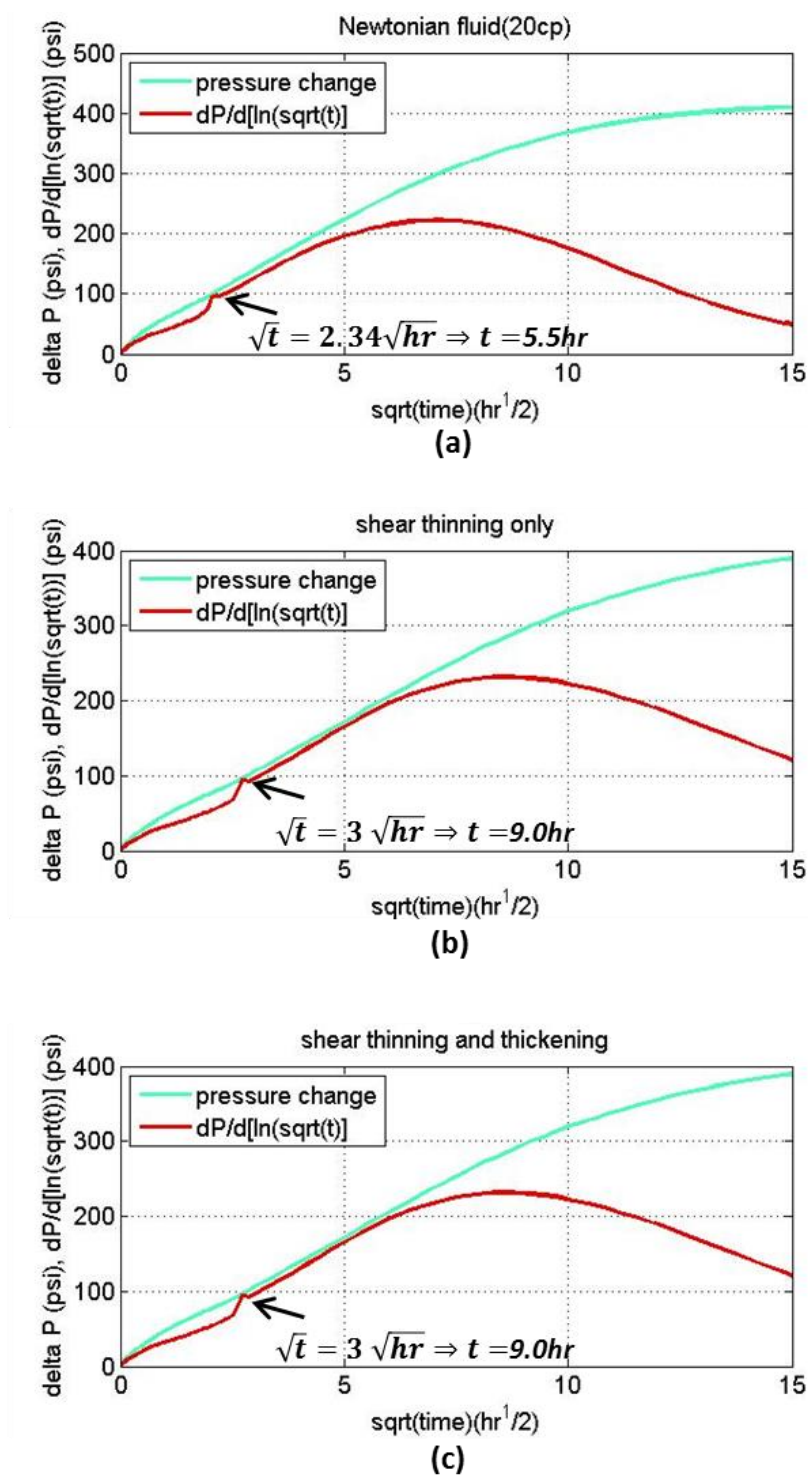 Newtonian fluid(20cp)
delta P (psi), dP/d[ln(sqrt(t))] (psi)
500
400
300
200
100
0
pressure change
dP/d[ln(sqrt(t)]
√t = 2.34√hr ⇒ t =5.5hr
0 5 10 15
sqrt(time)(hr^1/2)
(a)
shear thinning only
delta P (psi), dP/d[ln(sqrt(t))] (psi)
400
300
200
100
0
pressure change
dP/d[ln(sqrt(t)]
√t = 3 √hr ⇒ t =9.0hr
0 5 10 15
sqrt(time)(hr^1/2)
(b)
shear thinning and thickening
delta P (psi), dP/d[ln(sqrt(t))] (psi)
400
300
200
100
0
pressure change
dP/d[ln(sqrt(t)]
√t = 3 √hr ⇒ t =9.0hr
0 5 10 15
sqrt(time)(hr^1/2)
(c)